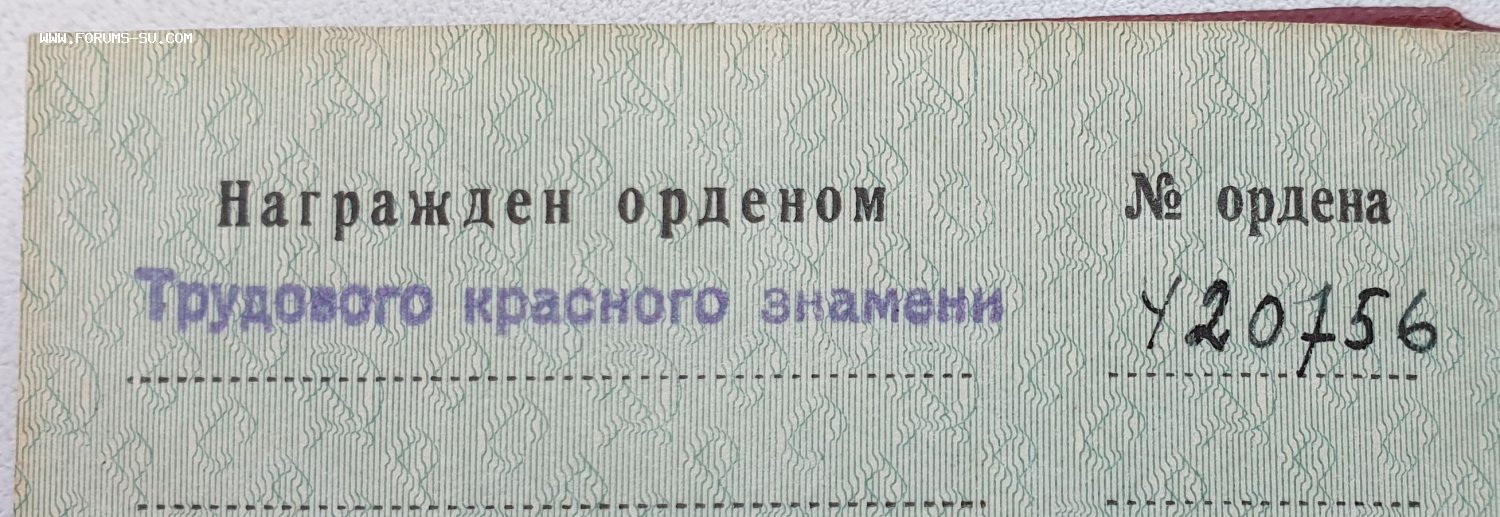 WWW.FORUMS-SU.COM
Награжден орденом
№ ордена
Трудового красного знамени
420756